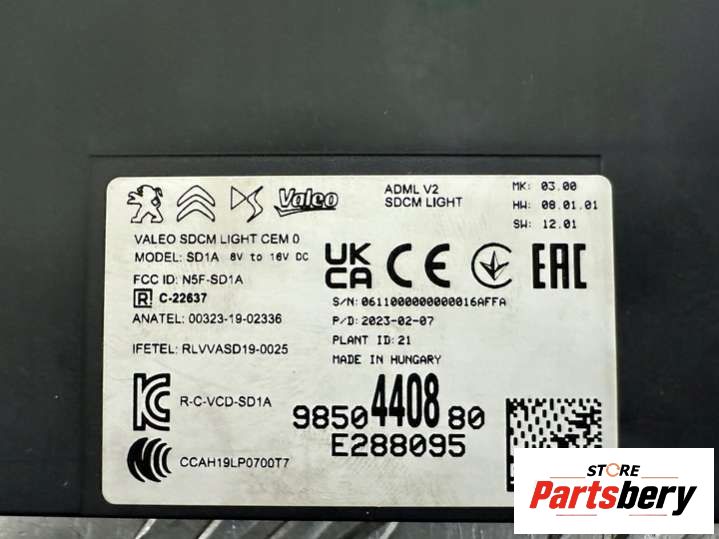 Valeo
ADML V2
SDCM LIGHT
MK: 03.00
HW: 08.01.01
SW: 12.01
VALEO SDCM LIGHT CEM 0
MODEL: SD1A 8V to 16V DC
FCC ID: N5F-SD1A
R C-22637
ANATEL: 00323-19-02336
IFETEL: RLVVASD19-0025
UK
CA
CE
EAC
S/N: 0611000000000016AFFA
P/D: 2023-02-07
PLANT ID: 21
MADE IN HUNGARY
R-C-VCD-SD1A
9850440880
E288095
CCAH19LP0700T7
STORE
Partsbery